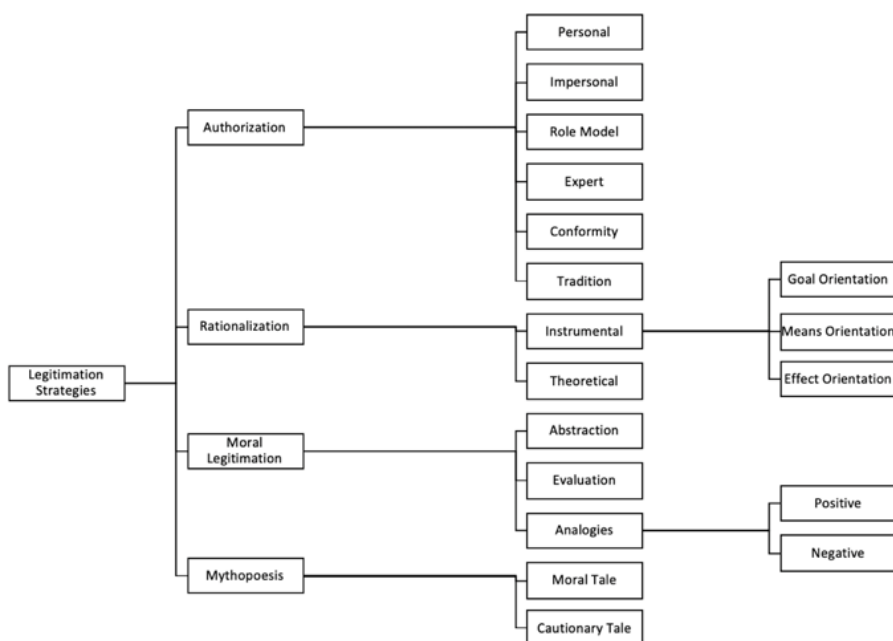 Legitimation
Strategies
Authorization
Personal
Impersonal
Role Model
Expert
Conformity
Tradition
Rationalization
Instrumental
Goal Orientation
Means Orientation
Effect Orientation
Theoretical
Moral
Legitimation
Abstraction
Evaluation
Analogies
Positive
Negative
Mythopoesis
Moral Tale
Cautionary Tale